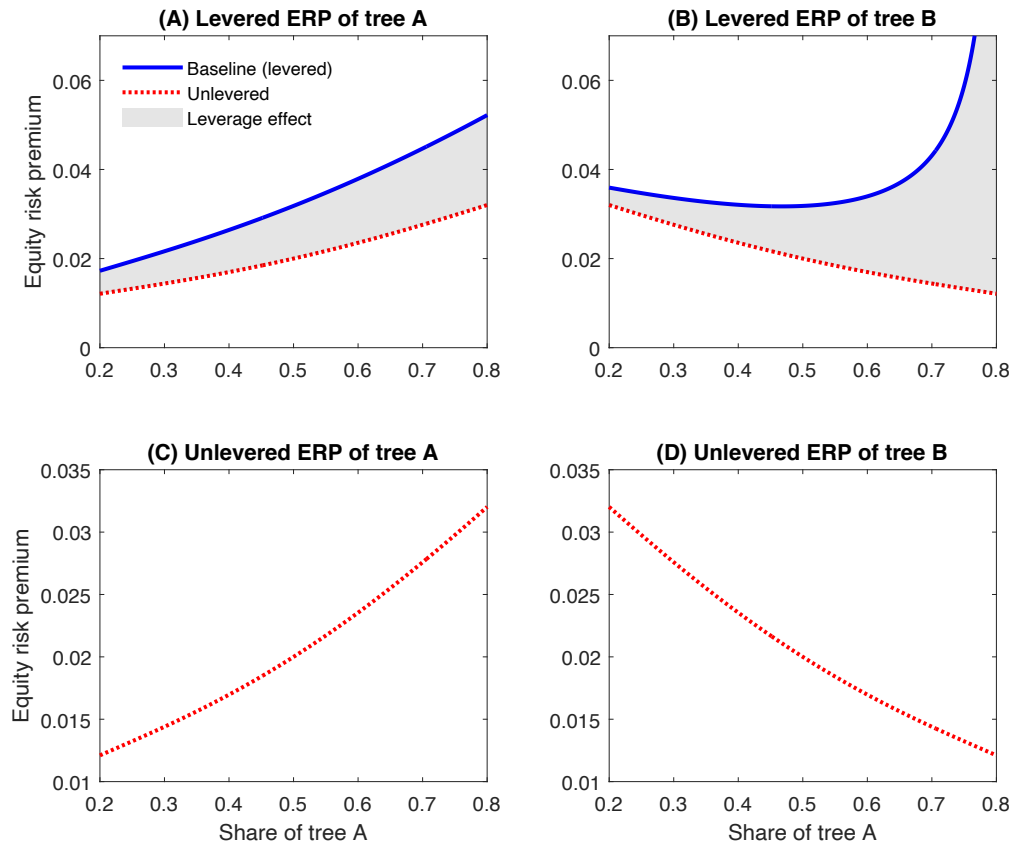 (A) Levered ERP of tree A
Equity risk premium
0.06
0.04
0.02
0
Baseline (levered)
Unlevered
Leverage effect
0.2 0.3 0.4 0.5 0.6 0.7 0.8
(B) Levered ERP of tree B
0.06
0.04
0.02
0
0.2 0.3 0.4 0.5 0.6 0.7 0.8
(C) Unlevered ERP of tree A
Equity risk premium
0.035
0.03
0.025
0.02
0.015
0.01
0.2 0.3 0.4 0.5 0.6 0.7 0.8
Share of tree A
(D) Unlevered ERP of tree B
0.035
0.03
0.025
0.02
0.015
0.01
0.2 0.3 0.4 0.5 0.6 0.7 0.8
Share of tree A